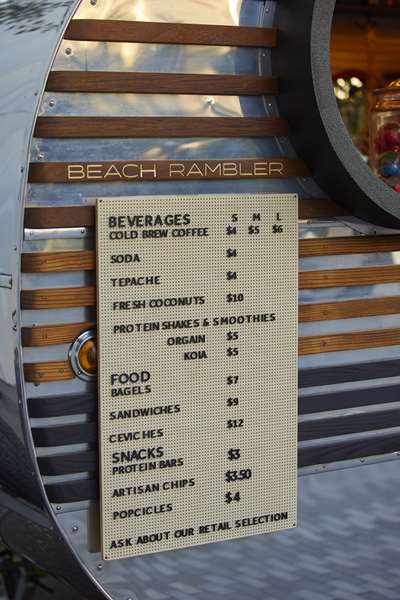 BEACH RAMBLER
BEVERAGES S M L
COLD BREW COFFEE $4 $5 $6
SODA $4
TEPACHE $4
FRESH COCONUTS $10
PROTEIN SHAKES & SMOOTHIES
ORGAIN $5
KOIA $5
FOOD
BAGELS $7
SANDWICHES $9
CEVICHES $12
SNACKS
PROTEIN BARS $3
ARTISAN CHIPS $3.50
POPCICLES $4
ASK ABOUT OUR RETAIL SELECTION